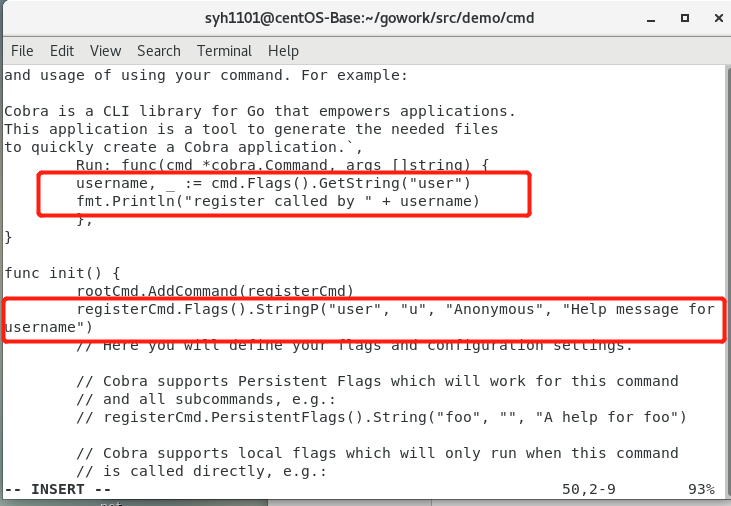 syh1101@centOS-Base:~/gowork/src/demo/cmd
File Edit View Search Terminal Help
and usage of using your command. For example:
Cobra is a CLI library for Go that empowers applications.
This application is a tool to generate the needed files
to quickly create a Cobra application.`,
Run: func(cmd *cobra.Command, args []string) {
username, _ := cmd.Flags().GetString("user")
fmt.Println("register called by " + username)
},
}
func init() {
rootCmd.AddCommand(registerCmd)
registerCmd.Flags().StringP("user", "u", "Anonymous", "Help message for
username")
// Here you will define your flags and configuration settings.
// Cobra supports Persistent Flags which will work for this command
// and all subcommands, e.g.:
// registerCmd.PersistentFlags().String("foo", "", "A help for foo")
// Cobra supports local flags which will only run when this command
// is called directly, e.g.:
-- INSERT -- 50,2-9 93%